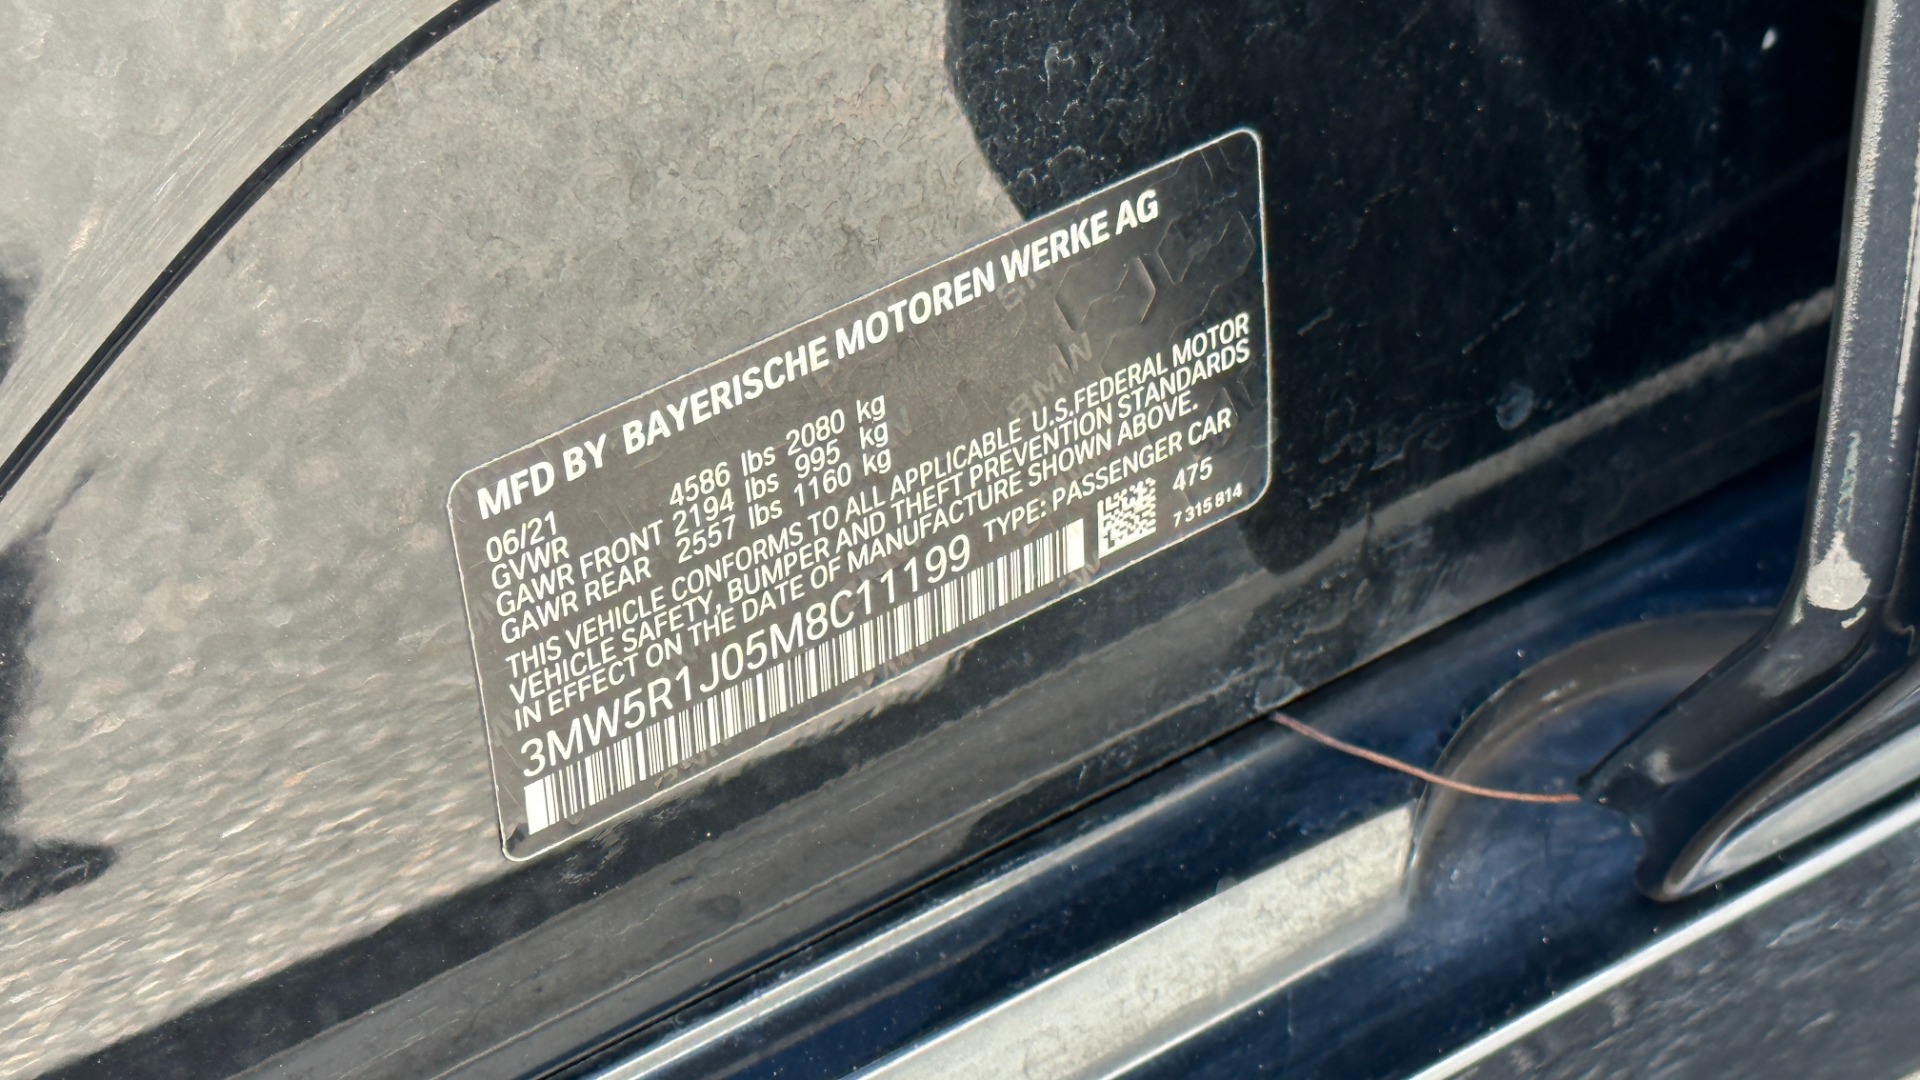 MFD BY BAYERISCHE MOTOREN WERKE AG
06/21
GVWR 4586 lbs 2080 kg
GAWR FRONT 2194 lbs 995 kg
GAWR REAR 2557 lbs 1160 kg
THIS VEHICLE CONFORMS TO ALL APPLICABLE U.S.FEDERAL MOTOR
VEHICLE SAFETY, BUMPER AND THEFT PREVENTION STANDARDS
IN EFFECT ON THE DATE OF MANUFACTURE SHOWN ABOVE.
3MW5R1J05M8C11199 TYPE: PASSENGER CAR
475
7 315 814